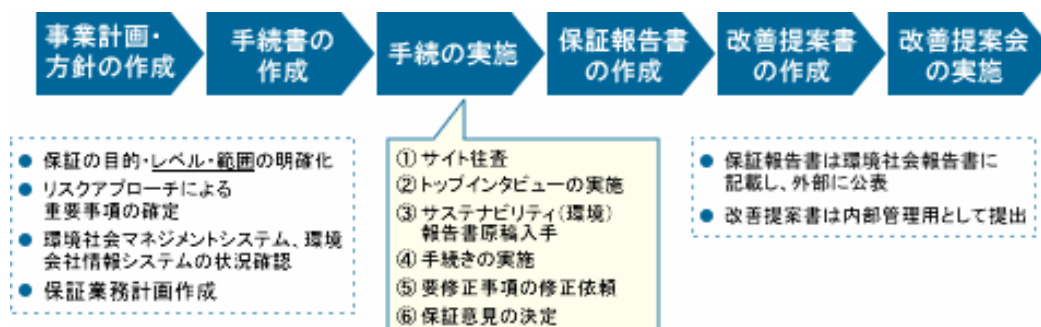 事業計画・
方針の作成
手続書の
作成
手続の実施
保証報告書
の作成
改善提案書
の作成
改善提案会
の実施
● 保証の目的・レベル・範囲の明確化
● リスクアプローチによる
重要事項の確定
● 環境社会マネジメントシステム、環境
会社情報システムの状況確認
● 保証業務計画作成
① サイト往査
② トップインタビューの実施
③ サステナビリティ(環境)
報告書原稿入手
④ 手続きの実施
⑤ 要修正事項の修正依頼
⑥ 保証意見の決定
● 保証報告書は環境社会報告書に
記載し、外部に公表
● 改善提案書は内部管理用として提出